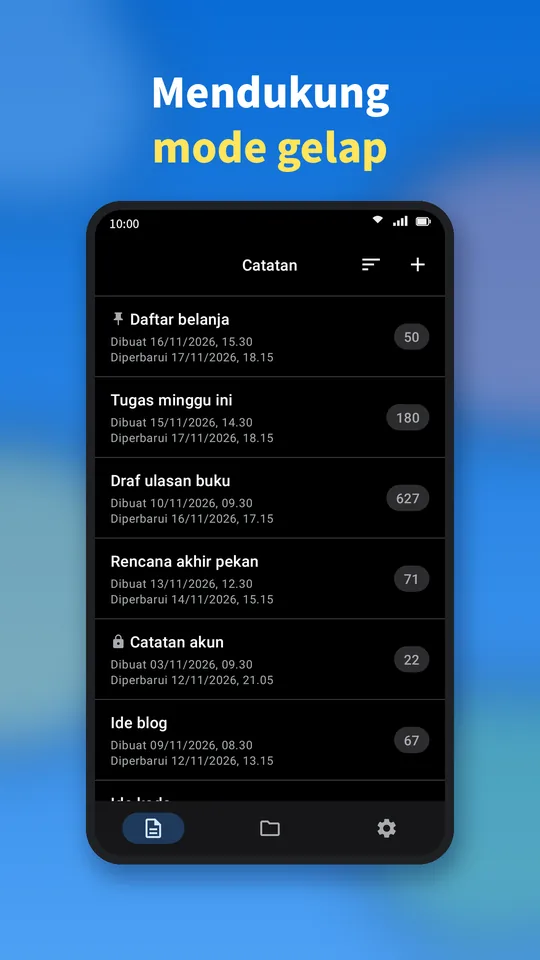 Mendukung
mode gelap
10:00
Catatan
Daftar belanja
Dibuat 16/11/2026, 15.30
Diperbarui 17/11/2026, 18.15
50
Tugas minggu ini
Dibuat 15/11/2026, 14.30
Diperbarui 17/11/2026, 18.15
180
Draf ulasan buku
Dibuat 10/11/2026, 09.30
Diperbarui 16/11/2026, 17.15
627
Rencana akhir pekan
Dibuat 13/11/2026, 12.30
Diperbarui 14/11/2026, 15.15
71
Catatan akun
Dibuat 03/11/2026, 09.30
Diperbarui 12/11/2026, 21.05
22
Ide blog
Dibuat 09/11/2026, 08.30
Diperbarui 12/11/2026, 13.15
67